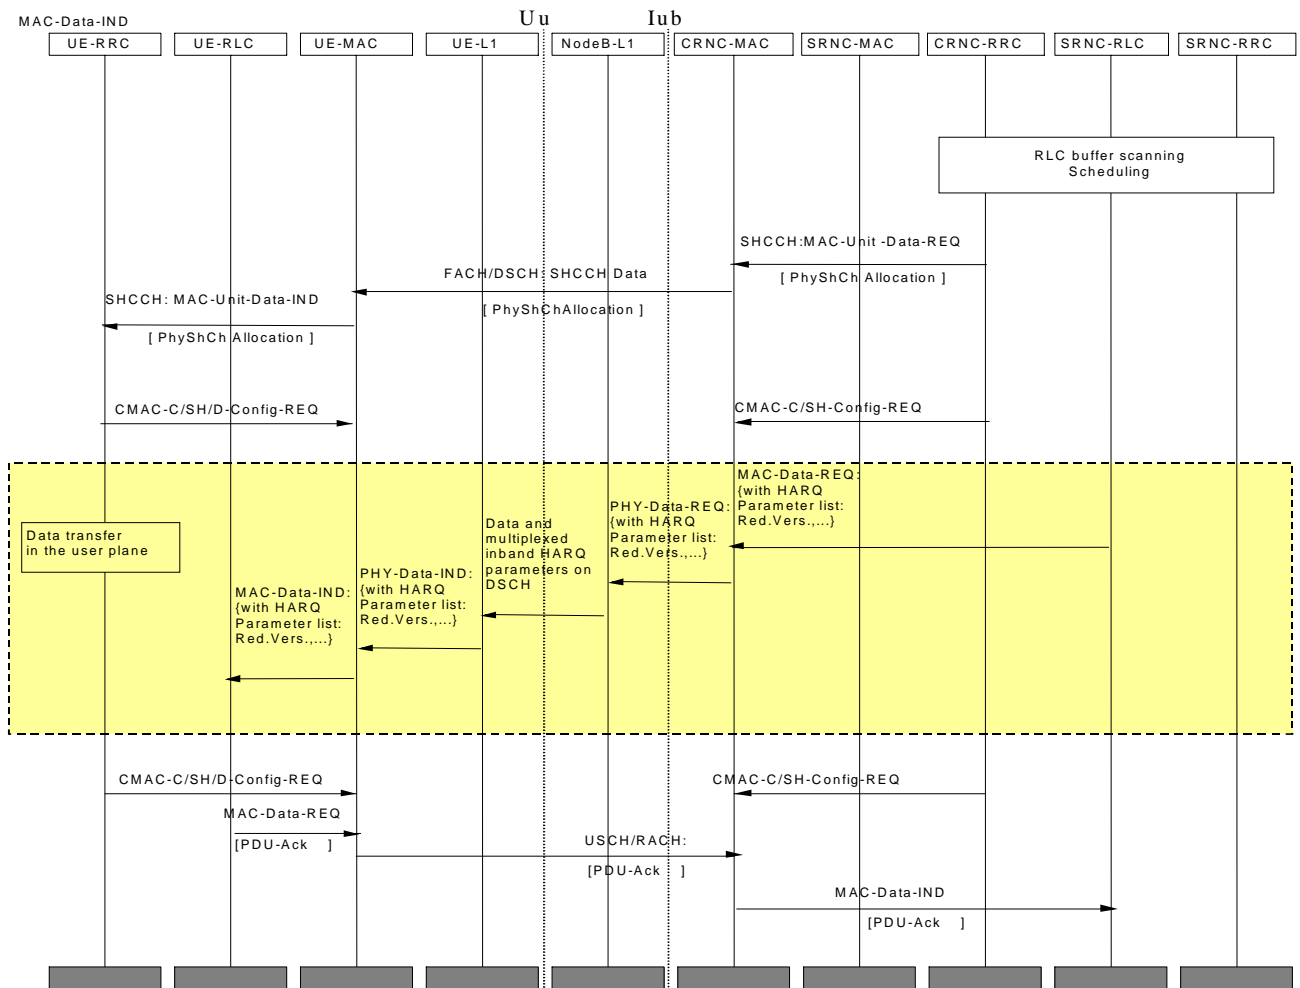 MAC-Data-IND
Uu
Iub
UE-RRC
UE-RLC
UE-MAC
UE-L1
NodeB-L1
CRNC-MAC
SRNC-MAC
CRNC-RRC
SRNC-RLC
SRNC-RRC
RLC buffer scanning
Scheduling
SHCCH:MAC-Unit -Data-REQ
[ PhyShCh Allocation ]
FACH/DSCH: SHCCH Data
[ PhyShChAllocation ]
SHCCH: MAC-Unit-Data-IND
[ PhyShCh Allocation ]
CMAC-C/SH/D-Config-REQ
CMAC-C/SH-Config-REQ
MAC-Data-REQ:
{with HARQ
Parameter list:
Red.Vers.,...}
PHY-Data-REQ:
{with HARQ
Parameter list:
Red.Vers.,...}
Data and
multiplexed
inband HARQ
parameters on
DSCH
Data transfer
in the user plane
PHY-Data-IND:
{with HARQ
Parameter list:
Red.Vers.,...}
MAC-Data-IND:
{with HARQ
Parameter list:
Red.Vers.,...}
CMAC-C/SH/D-Config-REQ
CMAC-C/SH-Config-REQ
MAC-Data-REQ
[PDU-Ack ]
USCH/RACH:
[PDU-Ack ]
MAC-Data-IND
[PDU-Ack ]